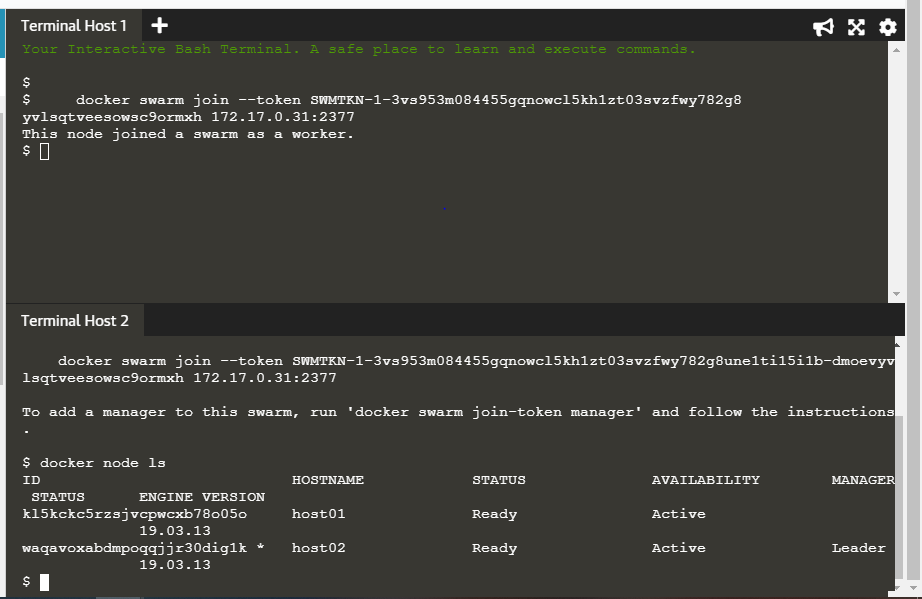 Terminal Host 1
Your Interactive Bash Terminal. A safe place to learn and execute commands.
$
$ docker swarm join --token SWMTKN-1-3vs953m084455gqnowcl5kh1zt03svzfwy782g8
yvlsqtveesowsc9ormxh 172.17.0.31:2377
This node joined a swarm as a worker.
$
Terminal Host 2
docker swarm join --token SWMTKN-1-3vs953m084455gqnowcl5kh1zt03svzfwy782g8une1ti15i1b-dmoevyv
lsqtveesowsc9ormxh 172.17.0.31:2377
To add a manager to this swarm, run 'docker swarm join-token manager' and follow the instructions
.
$ docker node ls
ID HOSTNAME STATUS AVAILABILITY MANAGER
STATUS ENGINE VERSION
kl5kckc5rzsjvcpwcxb78o05o host01 Ready Active
19.03.13
waqavoxabdmpoqqjjr30dig1k * host02 Ready Active Leader
19.03.13
$